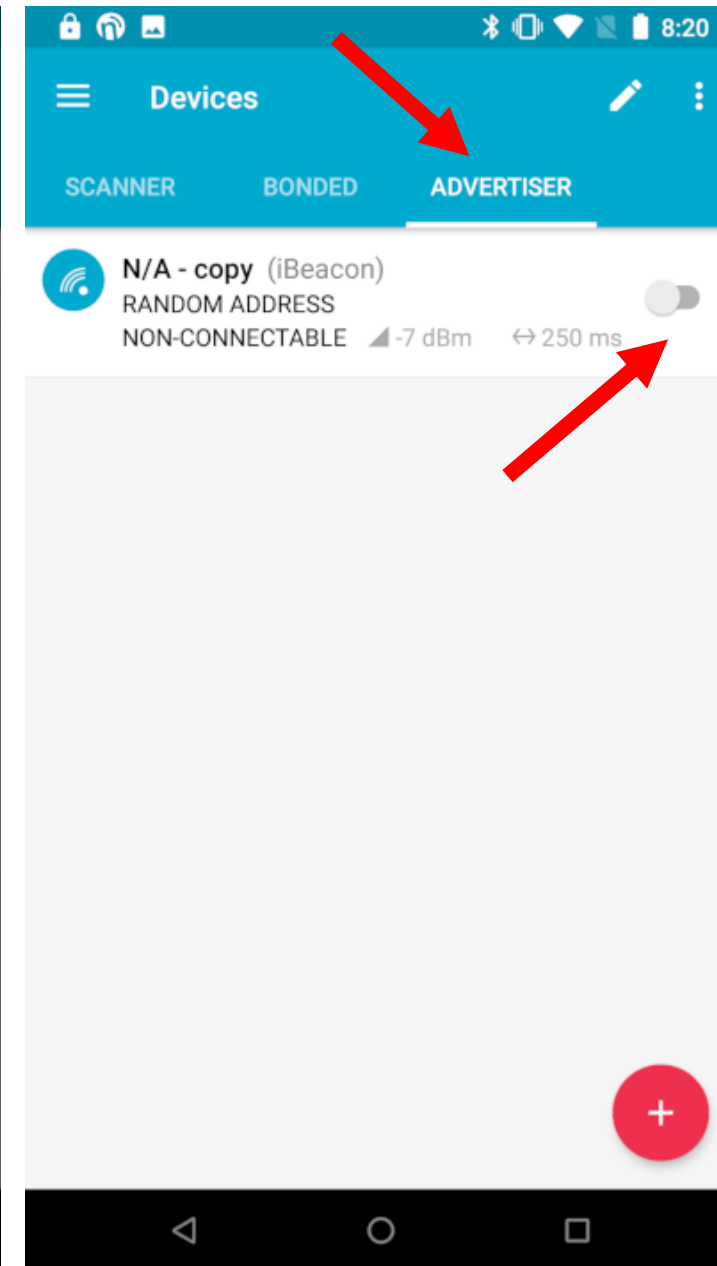 8:20
Devices
SCANNER BONDED ADVERTISER
N/A - copy (iBeacon)
RANDOM ADDRESS
NON-CONNECTABLE -7 dBm 250 ms